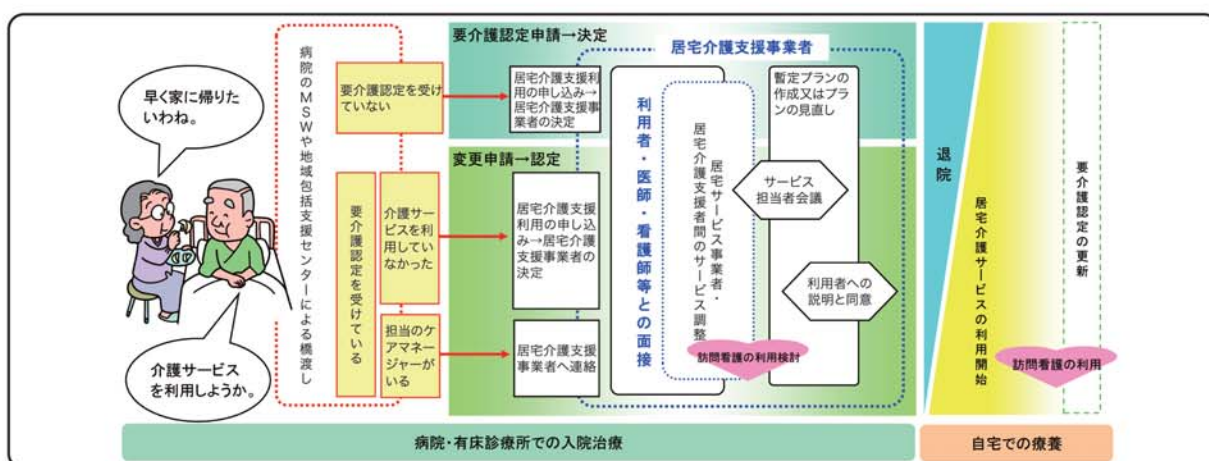 早く家に帰りた
いわね。
介護サービス
を利用しようか。
病院のMSWや地域包括支援センターによる橋渡し
要介護認定を受け
ていない
要介護認定を受けている
介護サー
ビスを利
用してい
なかった
担当のケ
アマネー
ジャーが
いる
要介護認定申請→決定
居宅介護支援利
用の申し込み→
居宅介護支援事
業者の決定
変更申請→認定
居宅介護支援
利用の申し込
み→居宅介護
支援事業者の
決定
居宅介護支援
事業者へ連絡
居宅介護支援事業者
利用者・医師・看護師等との面接
居宅サービス事業者・
居宅介護支援者間のサービス調整
訪問看護の利用検討
暫定プランの
作成又はプラ
ンの見直し
サービス
担当者会議
利用者への
説明と同意
退院
居宅介護サービスの利用開始
訪問看護の利用
要介護認定の更新
病院・有床診療所での入院治療
自宅での療養